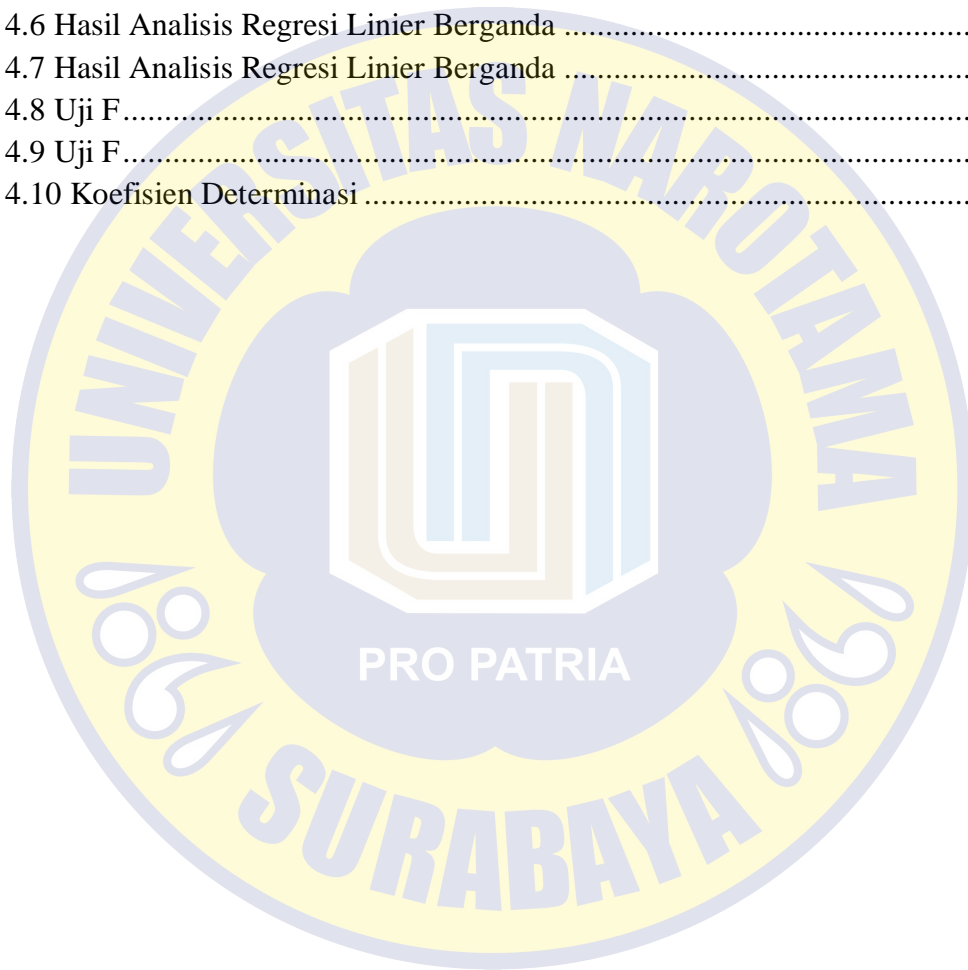 4.6 Hasil Analisis Regresi Linier Berganda ..............................................
4.7 Hasil Analisis Regresi Linier Berganda ..............................................
4.8 Uji F................................................................................................
4.9 Uji F................................................................................................
4.10 Koefisien Determinasi .....................................................................
UNIVERSITAS NAROTAMA
PRO PATRIA
SURABAYA